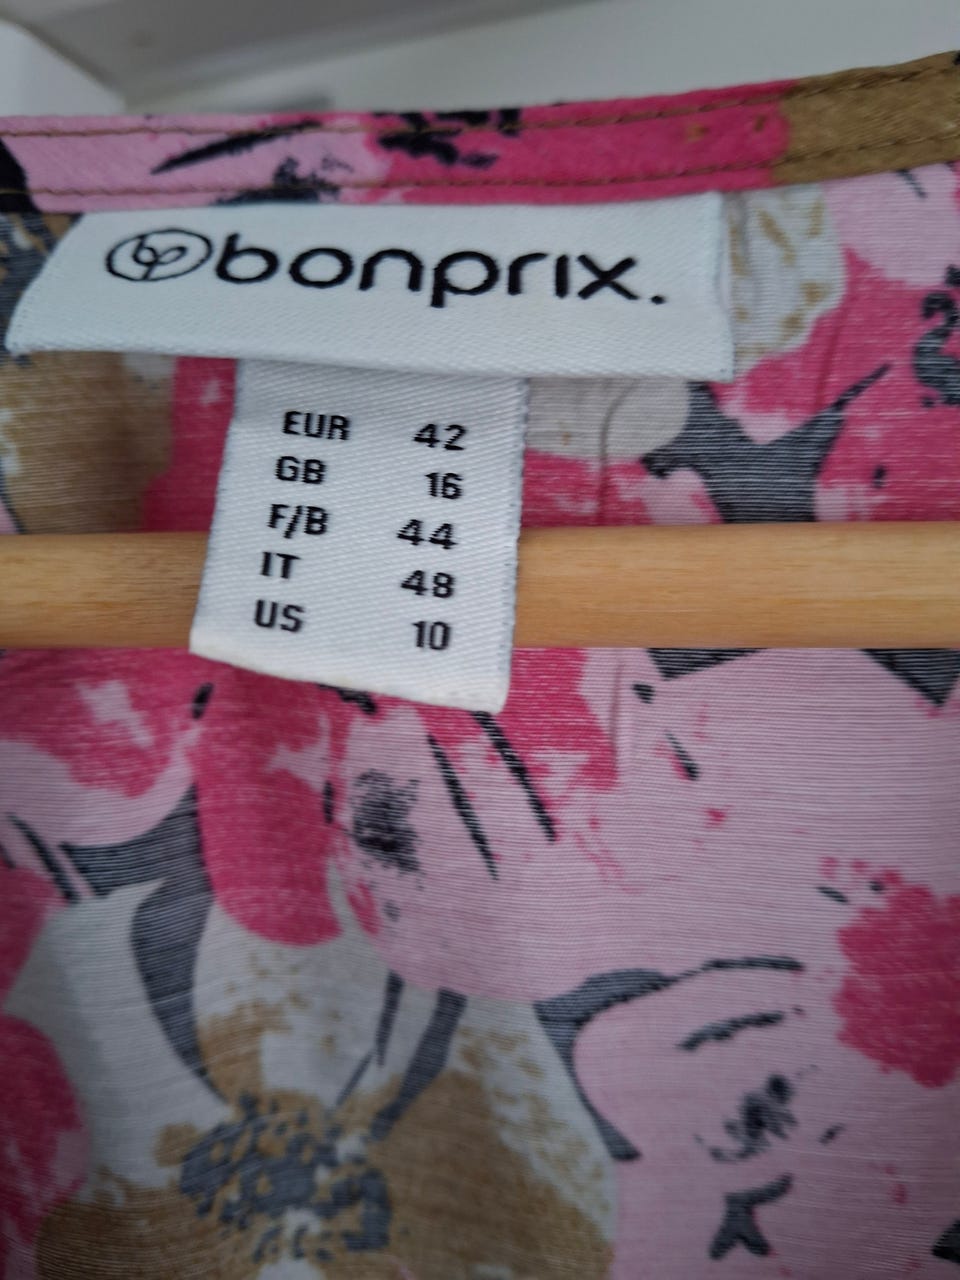 bonprix.
EUR 42
GB 16
F/B 44
IT 48
US 10